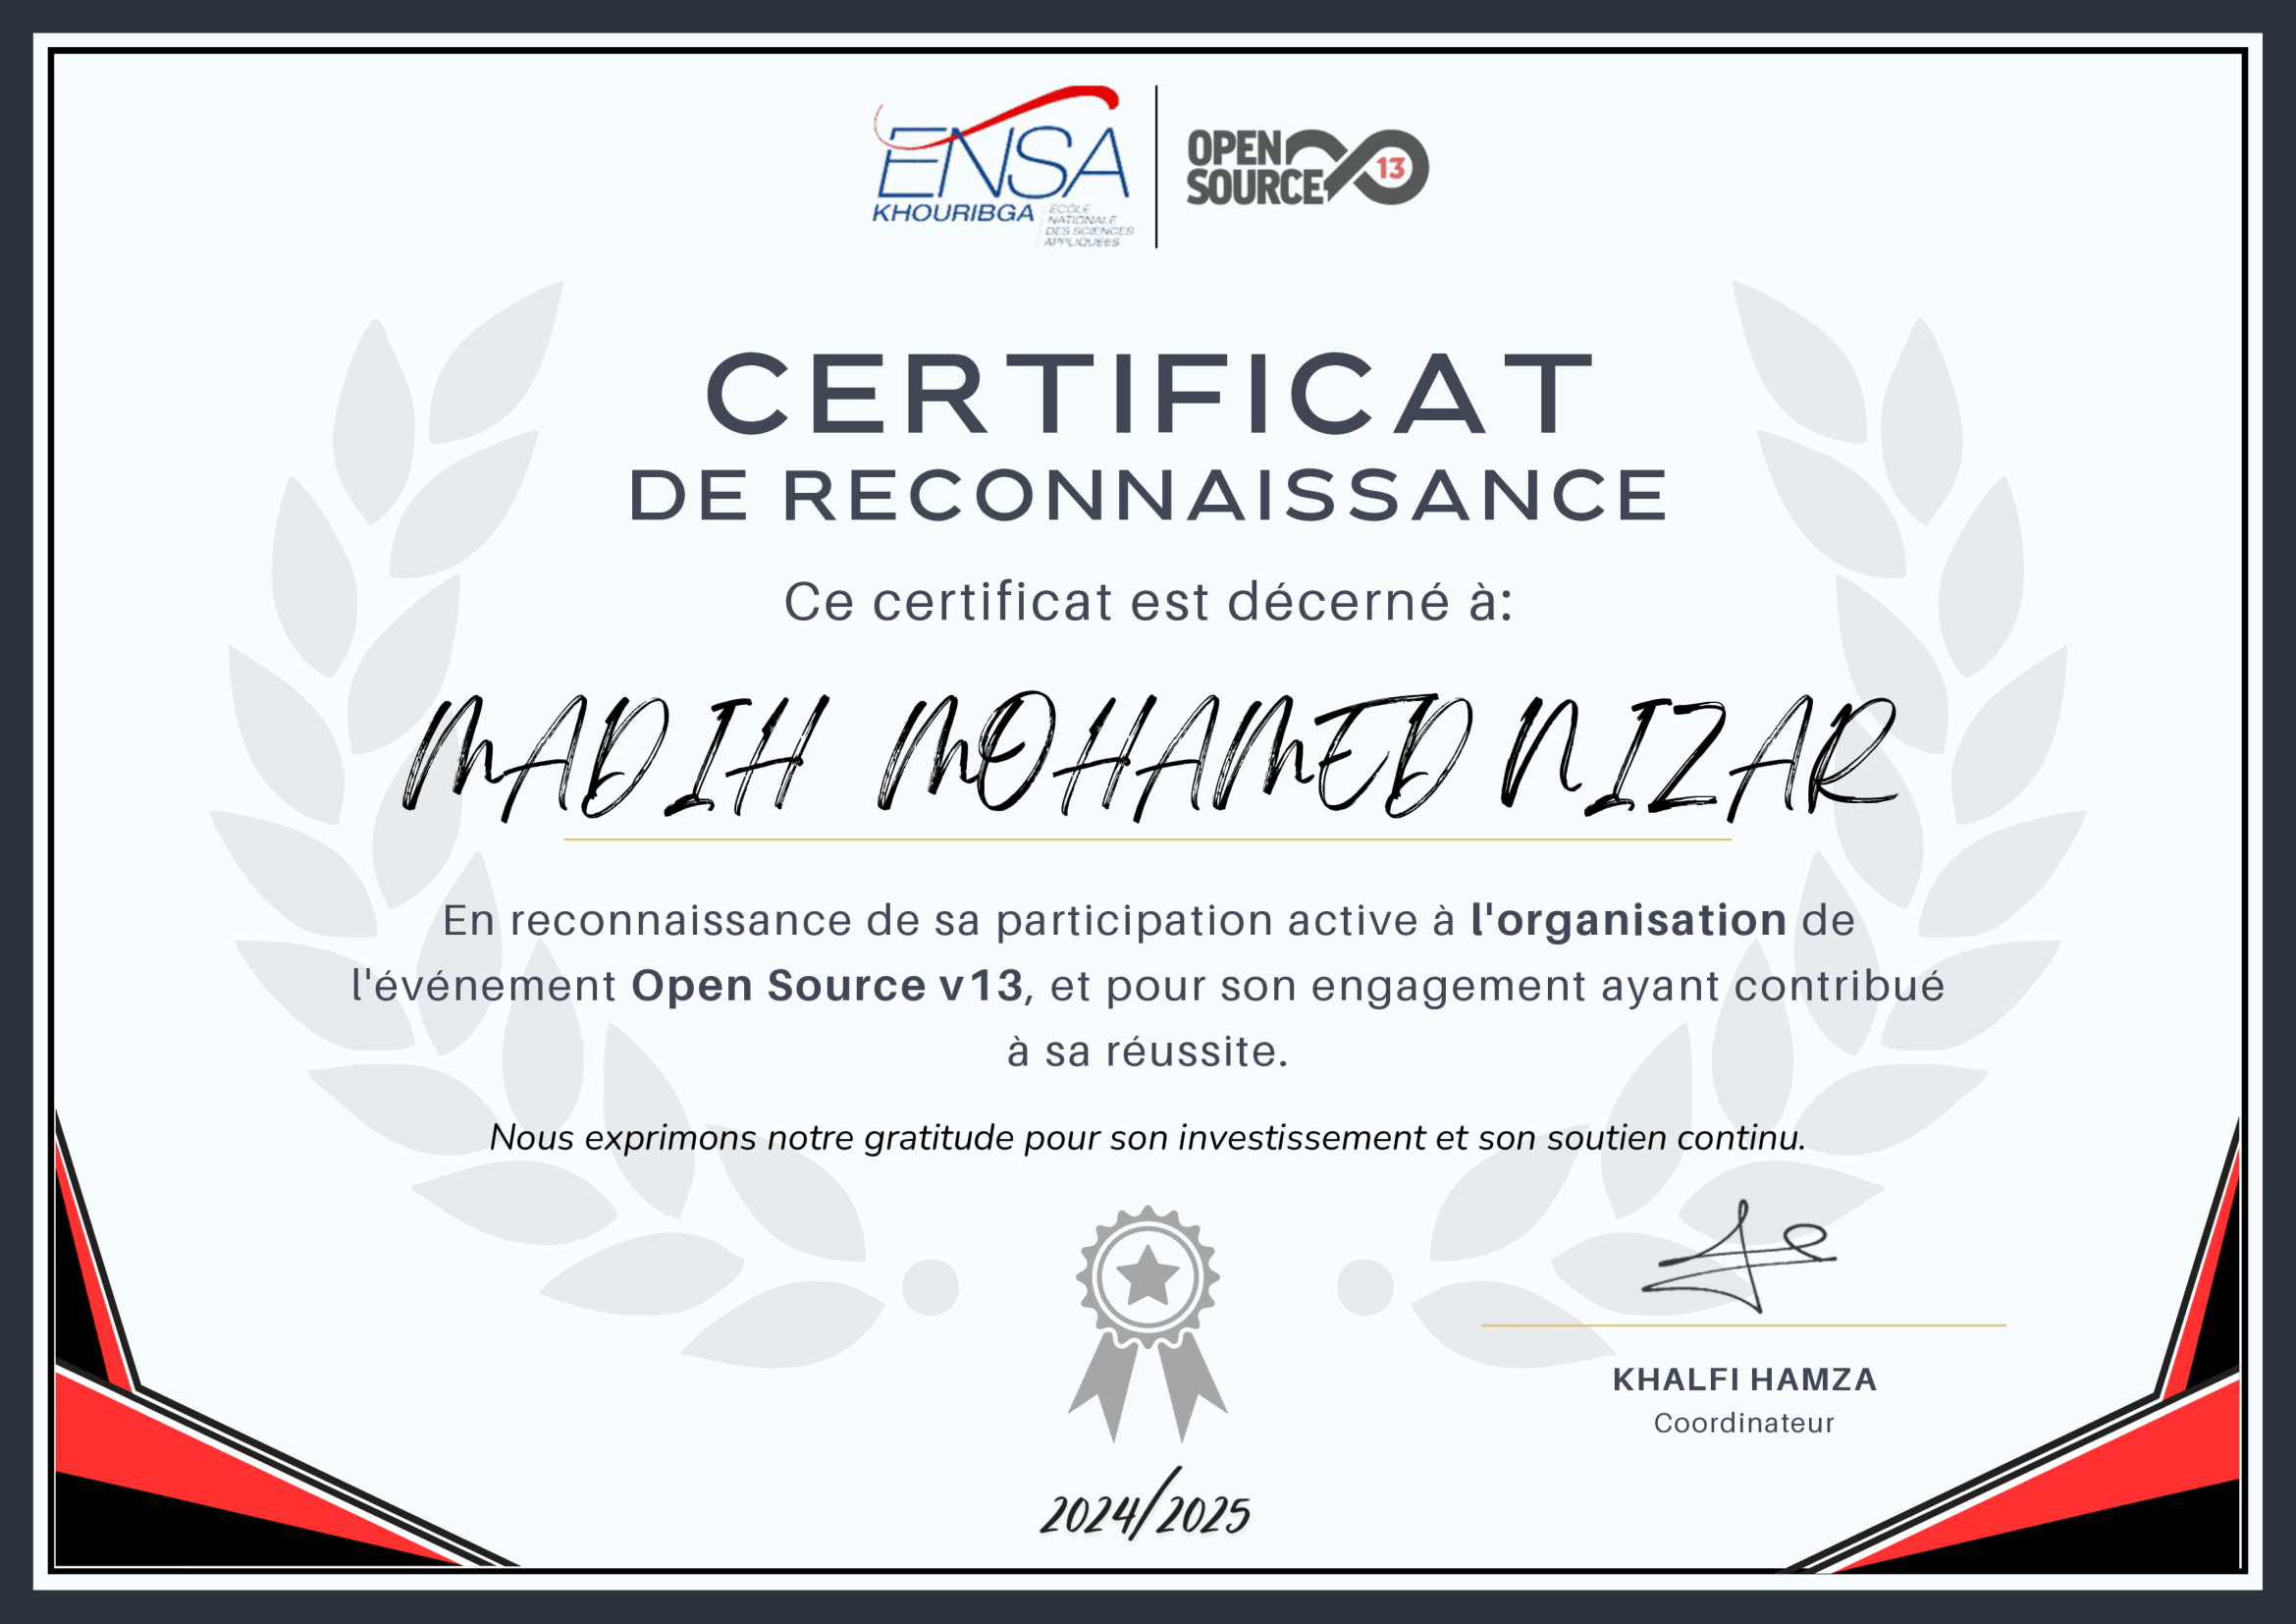 ENSA
KHOURIBGA
ECOLE
NATIONALE
DES SCIENCES
APPLIQUEES
OPEN
SOURCE
13
CERTIFICAT
DE RECONNAISSANCE
Ce certificat est décerné à:
MADIH MOHAMED NIZAR
En reconnaissance de sa participation active à l'organisation de
l'événement Open Source v13, et pour son engagement ayant contribué
à sa réussite.
Nous exprimons notre gratitude pour son investissement et son soutien continu.
KHALFI HAMZA
Coordinateur
2024/2025